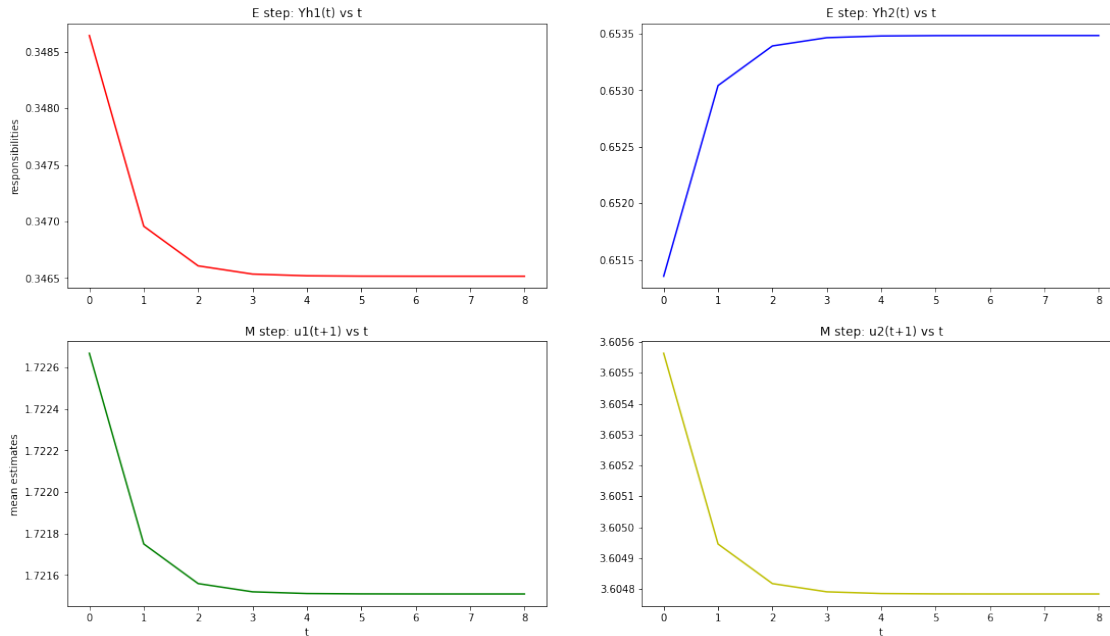 E step: Yh1(t) vs t
responsibilities
0.3485
0.3480
0.3475
0.3470
0.3465
0 1 2 3 4 5 6 7 8
E step: Yh2(t) vs t
0.6535
0.6530
0.6525
0.6520
0.6515
0 1 2 3 4 5 6 7 8
M step: u1(t+1) vs t
mean estimates
1.7226
1.7224
1.7222
1.7220
1.7218
1.7216
0 1 2 3 4 5 6 7 8
t
M step: u2(t+1) vs t
3.6056
3.6055
3.6054
3.6053
3.6052
3.6051
3.6050
3.6049
3.6048
0 1 2 3 4 5 6 7 8
t